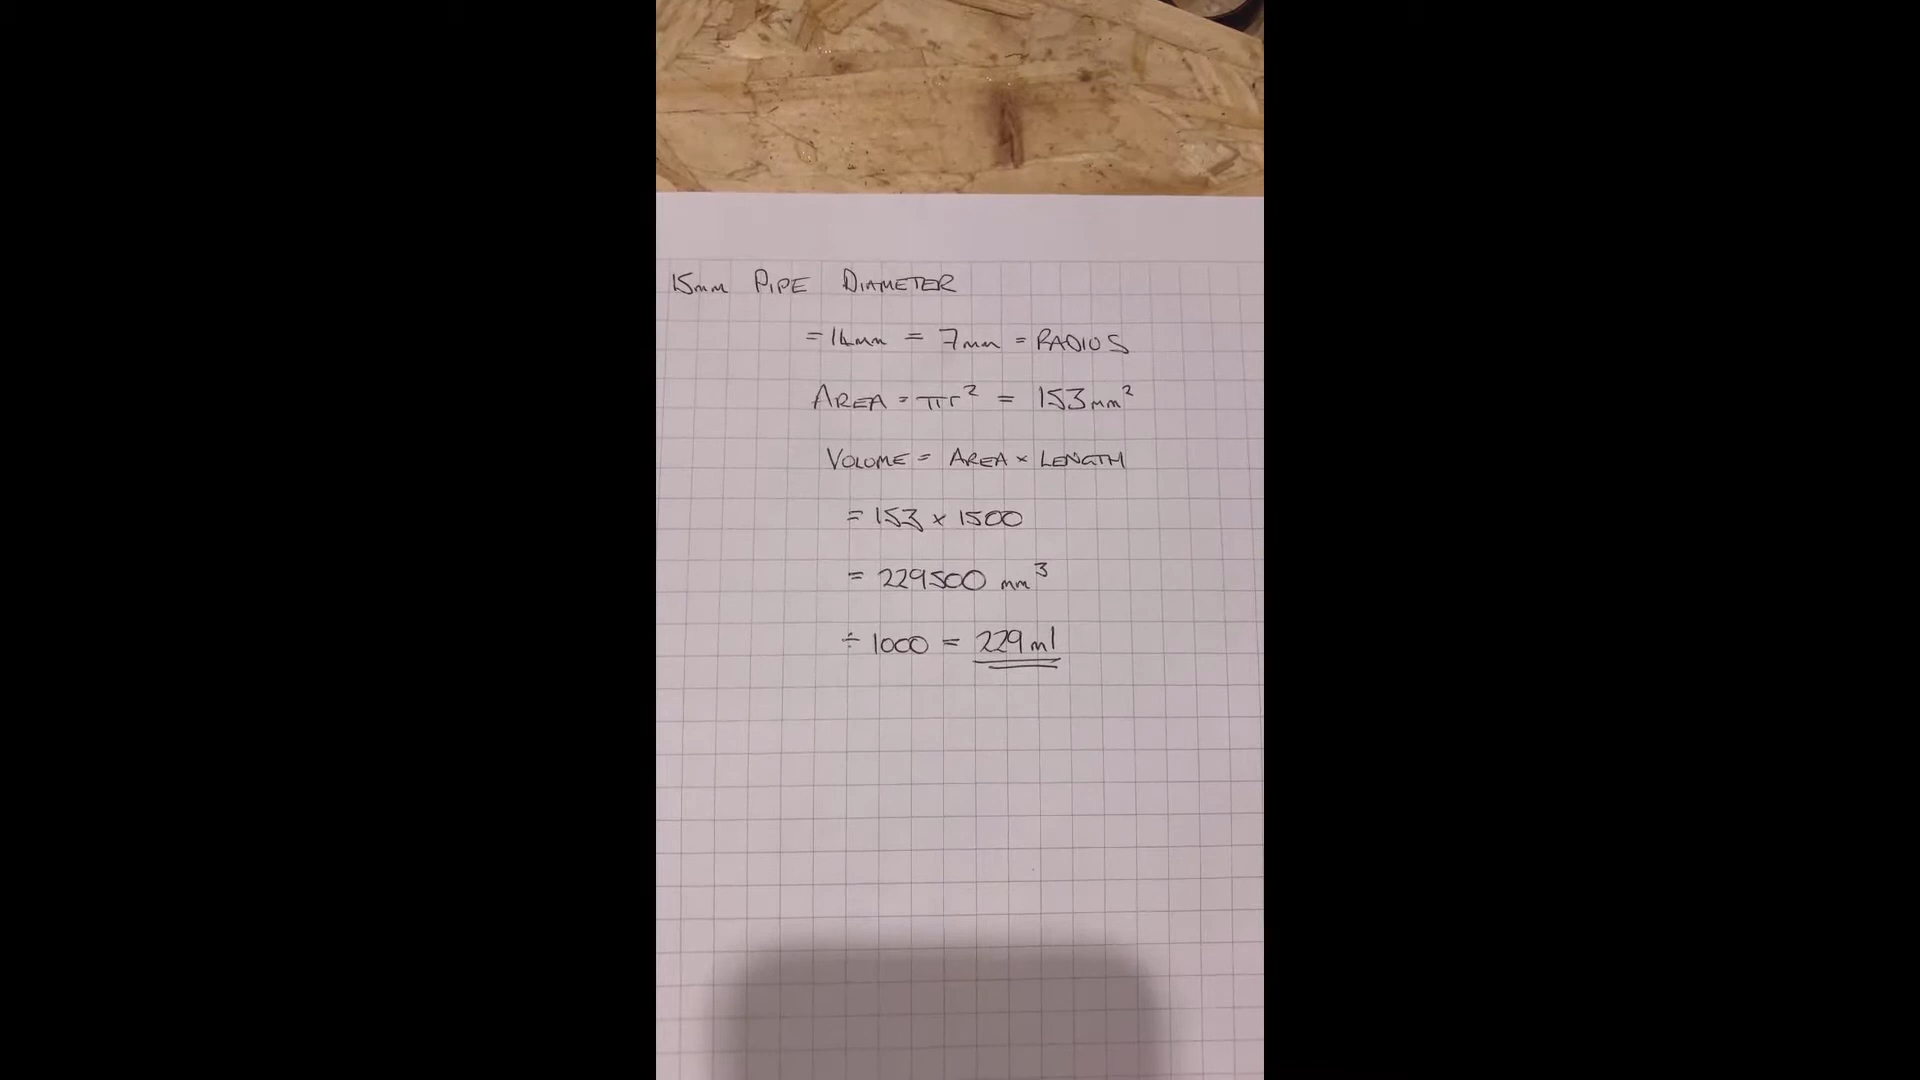 15mm PIPE DIAMETER
= 14mm = 7mm = RADIUS
AREA = πr² = 153mm²
VOLUME = AREA × LENGTH
= 153 × 1500
= 229500 mm³
÷ 1000 = 229ml